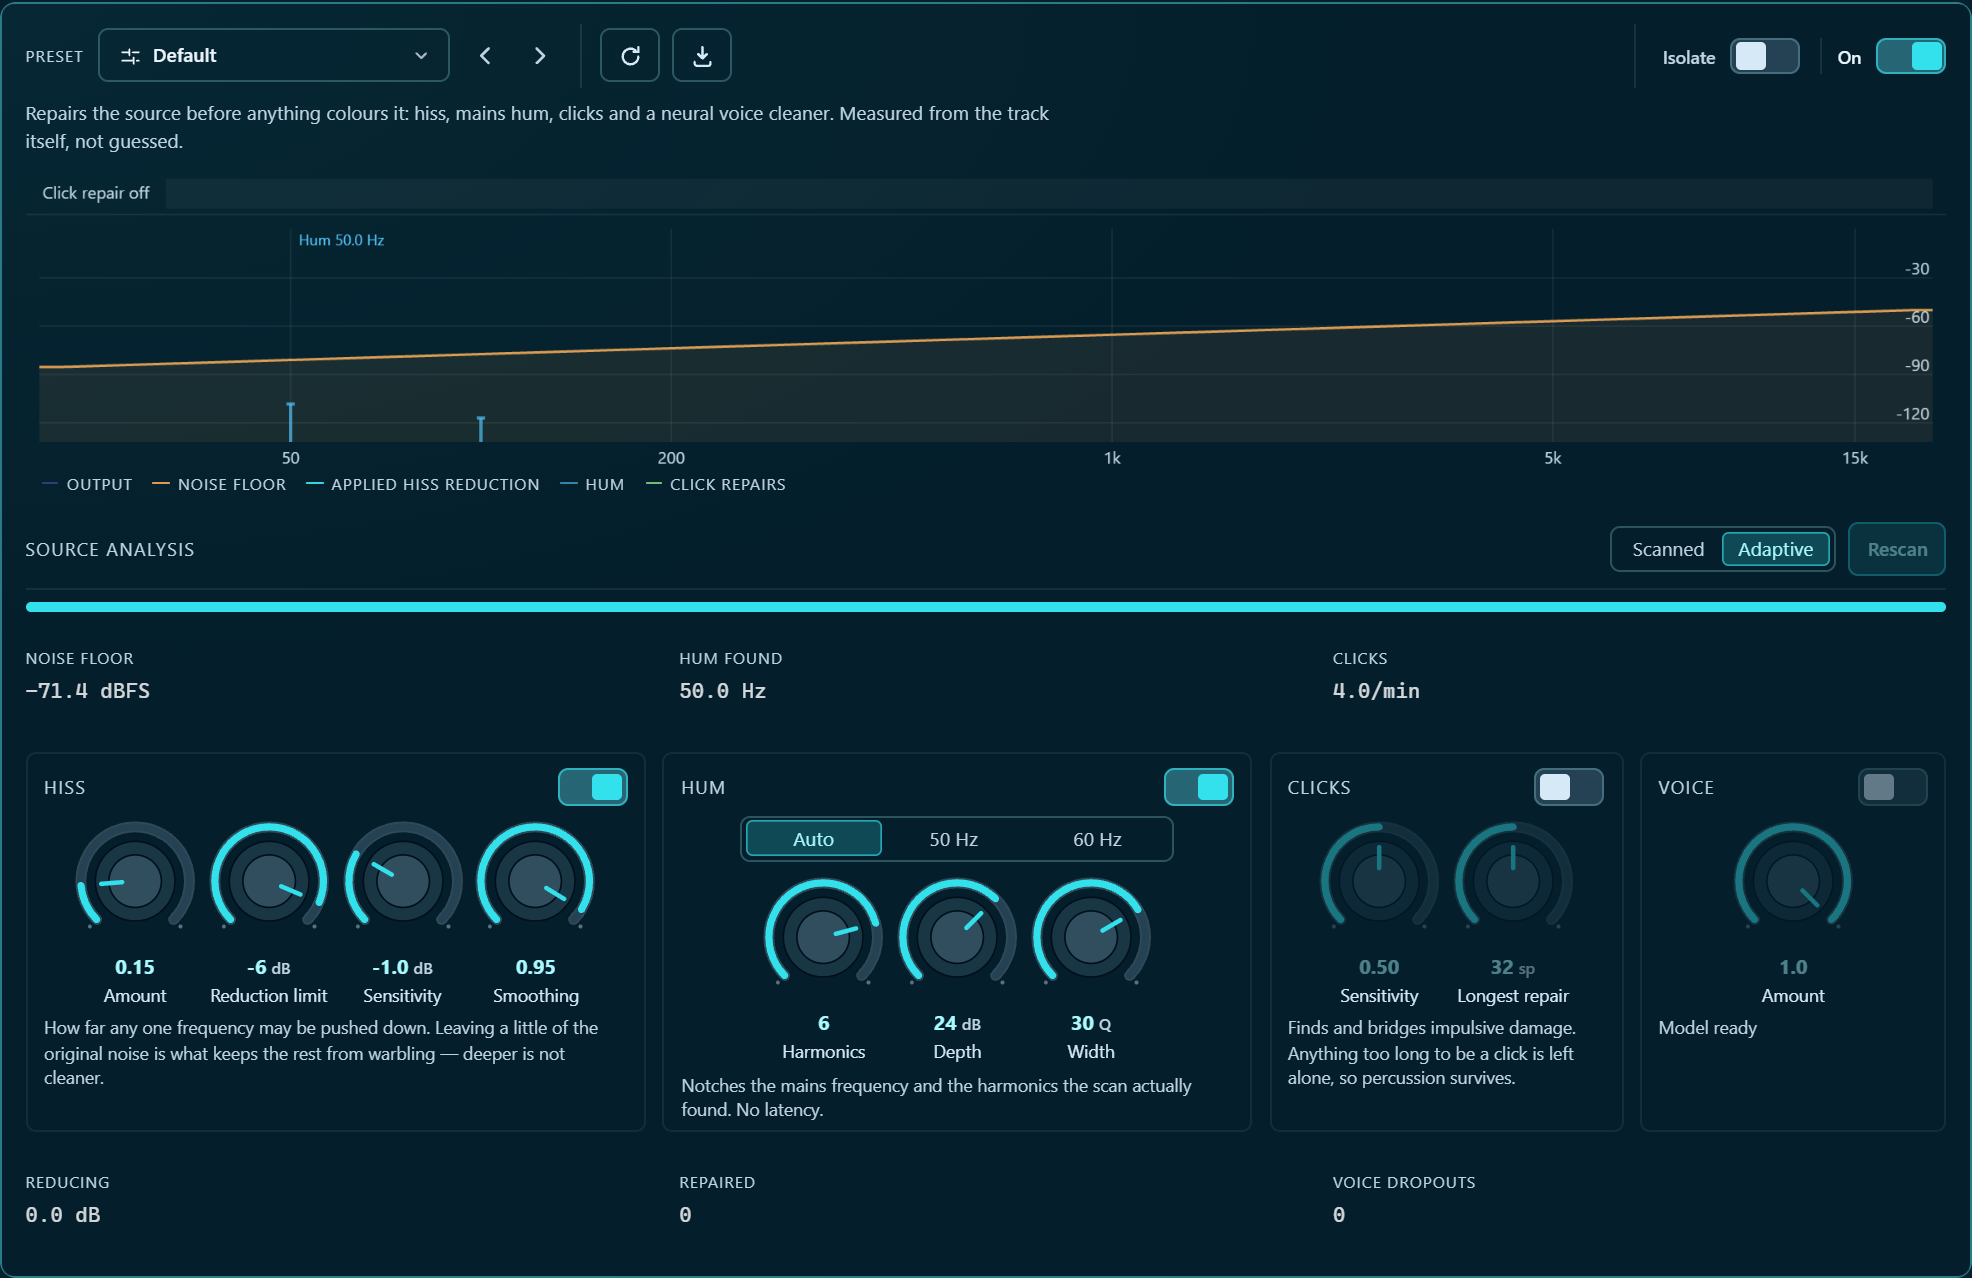 PRESET Default Isolate On
Repairs the source before anything colours it: hiss, mains hum, clicks and a neural voice cleaner. Measured from the track
itself, not guessed.
Click repair off
Hum 50.0 Hz
-30
-60
-90
-120
50 200 1k 5k 15k
OUTPUT NOISE FLOOR APPLIED HISS REDUCTION HUM CLICK REPAIRS
SOURCE ANALYSIS Scanned Adaptive Rescan
NOISE FLOOR HUM FOUND CLICKS
−71.4 dBFS 50.0 Hz 4.0/min
HISS
0.15 -6 dB -1.0 dB 0.95
Amount Reduction limit Sensitivity Smoothing
How far any one frequency may be pushed down. Leaving a little of the
original noise is what keeps the rest from warbling — deeper is not
cleaner.
HUM
Auto 50 Hz 60 Hz
6 24 dB 30 Q
Harmonics Depth Width
Notches the mains frequency and the harmonics the scan actually
found. No latency.
CLICKS
0.50 32 sp
Sensitivity Longest repair
Finds and bridges impulsive damage.
Anything too long to be a click is left
alone, so percussion survives.
VOICE
1.0
Amount
Model ready
REDUCING REPAIRED VOICE DROPOUTS
0.0 dB 0 0